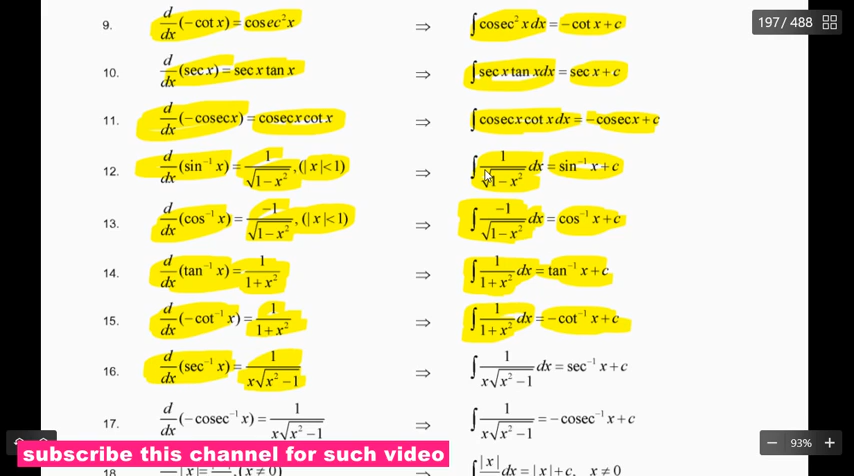 197 / 488
9. d/dx (−cot x) = cosec²x ⇒ ∫ cosec² x dx = −cot x + c
10. d/dx (sec x) = sec x tan x ⇒ ∫ sec x tan xdx = sec x + c
11. d/dx (−cosecx) = cosecx cot x ⇒ ∫ cosecx cot x dx = −cosecx + c
12. d/dx (sin⁻¹ x) = 1/√(1−x²), (| x |< 1) ⇒ ∫ 1/√(1−x²) dx = sin⁻¹ x + c
13. d/dx (cos⁻¹ x) = −1/√(1−x²), (| x |< 1) ⇒ ∫ −1/√(1−x²) dx = cos⁻¹ x + c
14. d/dx (tan⁻¹ x) = 1/(1+x²) ⇒ ∫ 1/(1+x²) dx = tan⁻¹ x + c
15. d/dx (−cot⁻¹ x) = 1/(1+x²) ⇒ ∫ 1/(1+x²) dx = −cot⁻¹ x + c
16. d/dx (sec⁻¹ x) = 1/(x√(x²−1)) ⇒ ∫ 1/(x√(x²−1)) dx = sec⁻¹ x + c
17. d/dx (−cosec⁻¹ x) = 1/(x√(x²−1)) ⇒ ∫ 1/(x√(x²−1)) = −cosec⁻¹ x + c
93%
subscribe this channel for such video
18 (x ≠ 0) ∫ |x| dx = | x | + c, x ≠ 0